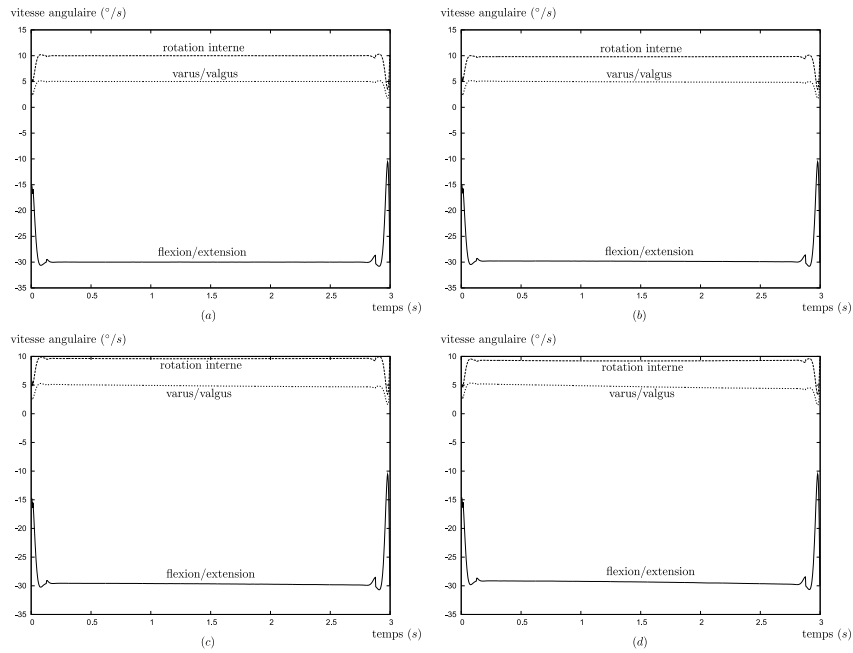 vitesse angulaire (°/s)
15
10
5
0
−5
−10
−15
−20
−25
−30
−35
rotation interne
varus/valgus
flexion/extension
0 0.5 1 1.5 2 2.5 3
temps (s)
(a)
vitesse angulaire (°/s)
15
10
5
0
−5
−10
−15
−20
−25
−30
−35
rotation interne
varus/valgus
flexion/extension
0 0.5 1 1.5 2 2.5 3
temps (s)
(b)
vitesse angulaire (°/s)
10
5
0
−5
−10
−15
−20
−25
−30
−35
rotation interne
varus/valgus
flexion/extension
0 0.5 1 1.5 2 2.5 3
temps (s)
(c)
vitesse angulaire (°/s)
10
5
0
−5
−10
−15
−20
−25
−30
−35
rotation interne
varus/valgus
flexion/extension
0 0.5 1 1.5 2 2.5 3
temps (s)
(d)